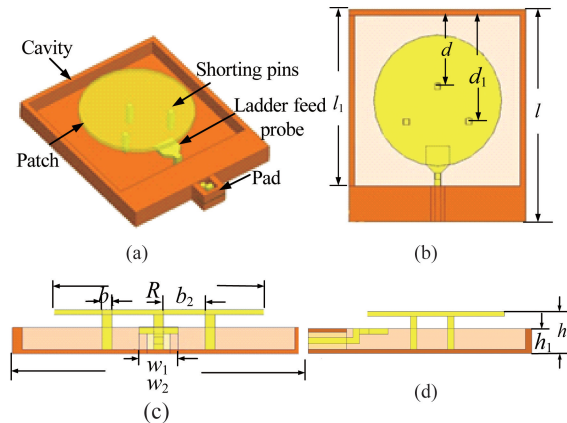 Cavity
Shorting pins
Ladder feed
probe
Patch
Pad
(a)
d
d1
l1
l
(b)
b
R
b2
w1
w2
(c)
h
h1
(d)